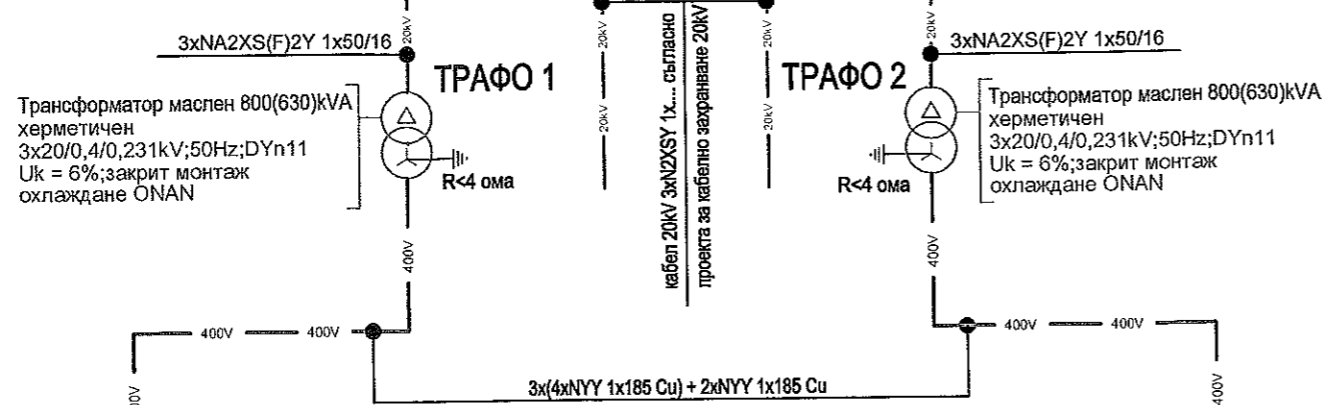 3xNA2XS(F)2Y 1x50/16
20kV
ТРАФО 1
Трансформатор маслен 800(630)kVA
херметичен
3x20/0,4/0,231kV;50Hz;DYn11
Uk = 6%;закрит монтаж
охлаждане ONAN
R<4 ома
400V
400V
400V
20kV
20kV
кабел 20kV 3xN2XSY 1x.... съгласно
проекта за кабелно захранване 20kV
20kV
20kV
20kV
3xNA2XS(F)2Y 1x50/16
ТРАФО 2
Трансформатор маслен 800(630)kVA
херметичен
3x20/0,4/0,231kV;50Hz;DYn11
Uk = 6%;закрит монтаж
охлаждане ONAN
R<4 ома
400V
400V
400V
3x(4xNYY 1x185 Cu) + 2xNYY 1x185 Cu
400V